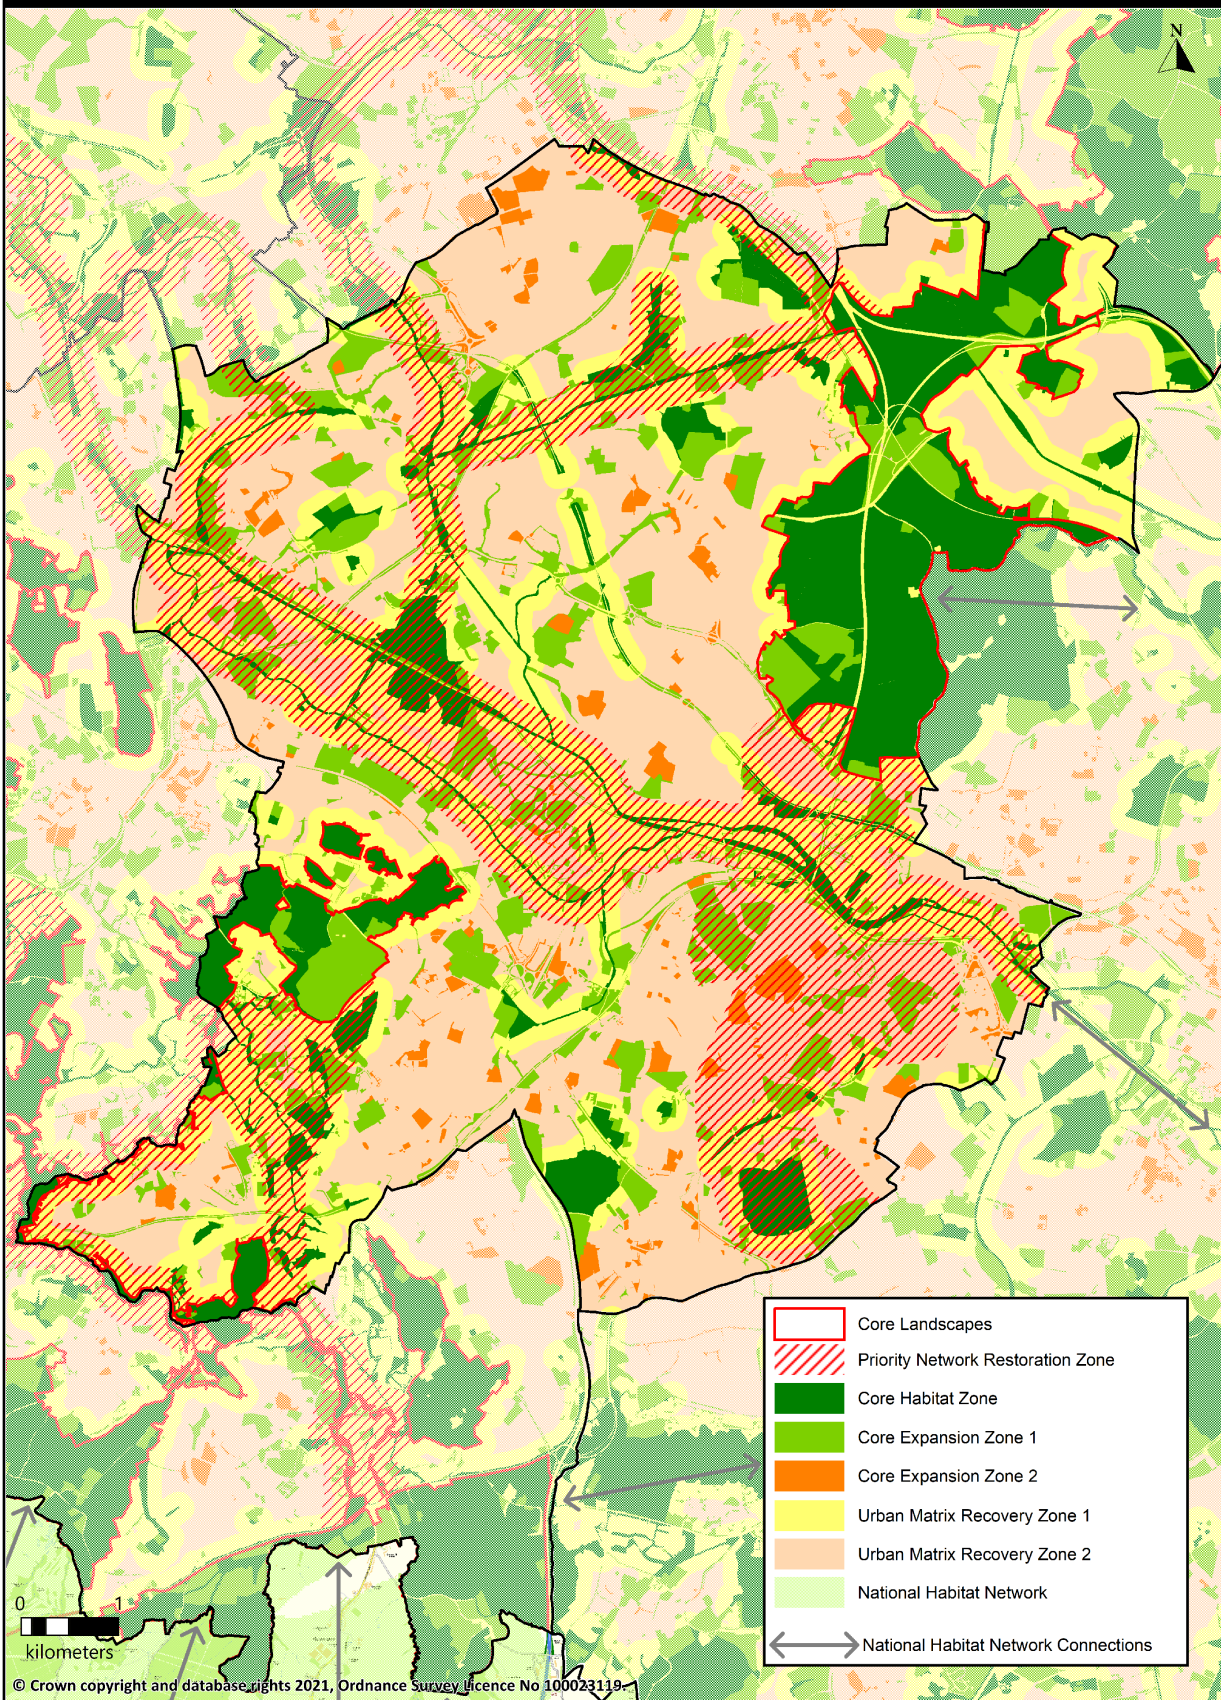 N
Core Landscapes
Priority Network Restoration Zone
Core Habitat Zone
Core Expansion Zone 1
Core Expansion Zone 2
Urban Matrix Recovery Zone 1
Urban Matrix Recovery Zone 2
National Habitat Network
National Habitat Network Connections
0 1
kilometers
© Crown copyright and database rights 2021, Ordnance Survey Licence No 100023119.